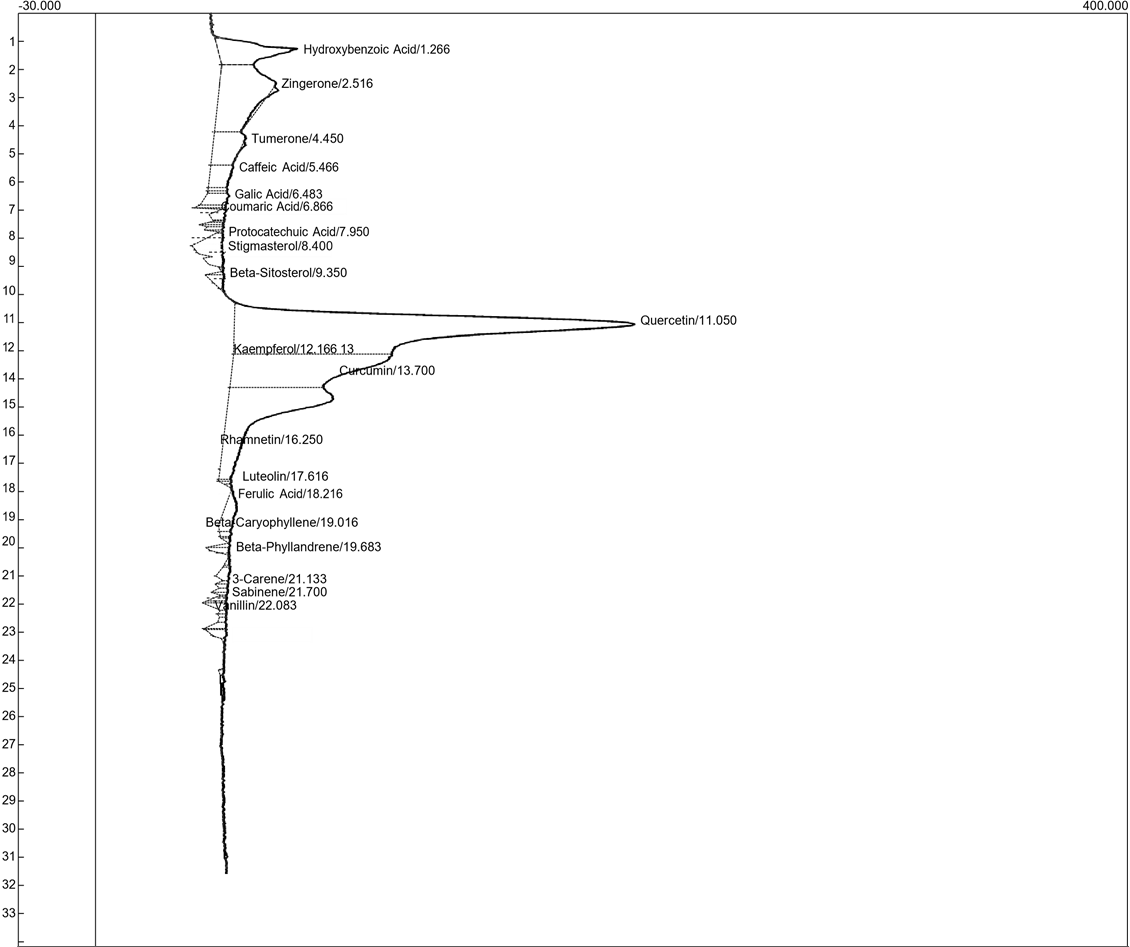 -30.000 400.000
1
Hydroxybenzoic Acid/1.266
2
Zingerone/2.516
3
4
Tumerone/4.450
5
Caffeic Acid/5.466
6
Galic Acid/6.483
Coumaric Acid/6.866
7
Protocatechuic Acid/7.950
8
Stigmasterol/8.400
9
Beta-Sitosterol/9.350
10
11
Quercetin/11.050
12
Kaempferol/12.166 13
13
Curcumin/13.700
14
15
16
Rhamnetin/16.250
17
Luteolin/17.616
18
Ferulic Acid/18.216
19
Beta-Caryophyllene/19.016
20
Beta-Phyllandrene/19.683
21
3-Carene/21.133
Sabinene/21.700
22
Vanillin/22.083
23
24
25
26
27
28
29
30
31
32
33